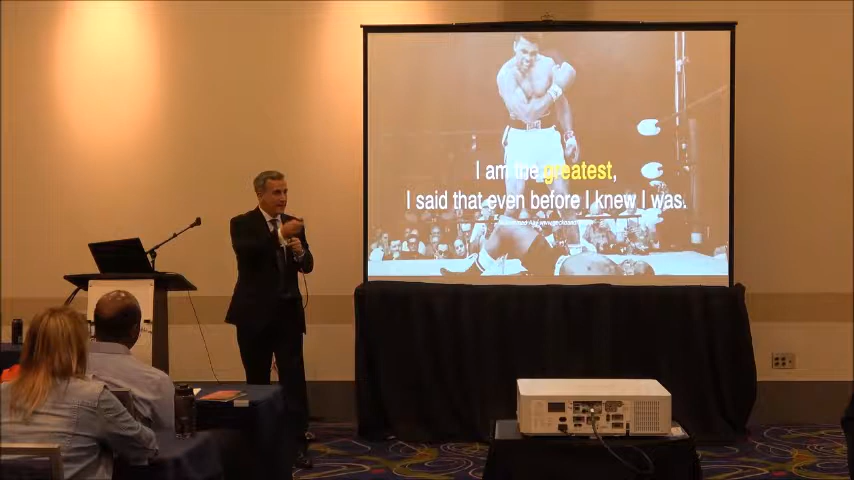 I am the greatest,
I said that even before I knew I was.